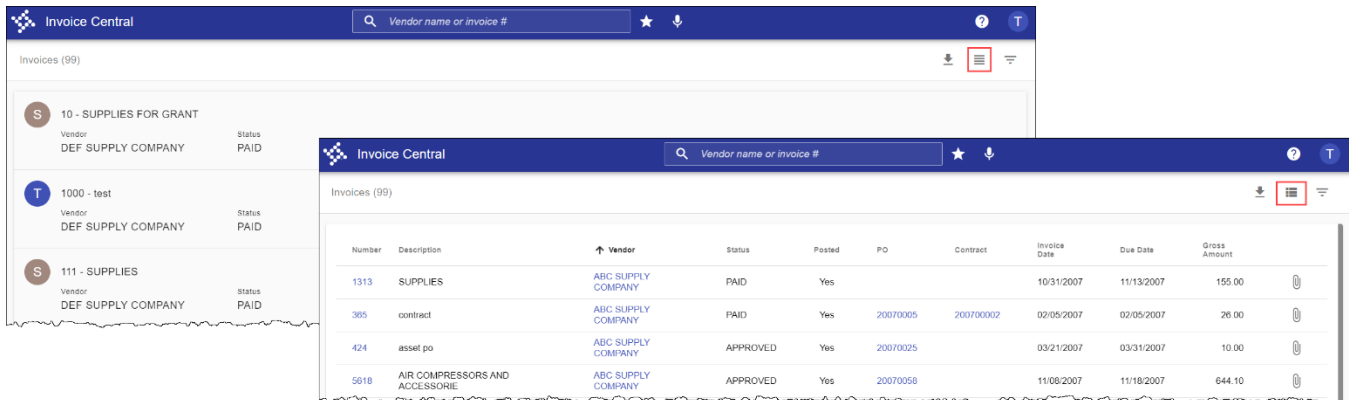 Invoice Central
Vendor name or invoice #
? T
Invoices (99)
S
10 - SUPPLIES FOR GRANT
Vendor Status
DEF SUPPLY COMPANY PAID
T
1000 - test
Vendor Status
DEF SUPPLY COMPANY PAID
S
111 - SUPPLIES
Vendor Status
DEF SUPPLY COMPANY PAID
Invoice Central
Vendor name or invoice #
? T
Invoices (99)
Number Description Vendor Status Posted PO Contract Invoice Date Due Date Gross Amount
1313 SUPPLIES ABC SUPPLY COMPANY PAID Yes 10/31/2007 11/13/2007 155.00
365 contract ABC SUPPLY COMPANY PAID Yes 20070005 200700002 02/05/2007 02/05/2007 26.00
424 asset po ABC SUPPLY COMPANY APPROVED Yes 20070025 03/21/2007 03/31/2007 10.00
5618 AIR COMPRESSORS AND ACCESSORIE ABC SUPPLY COMPANY APPROVED Yes 20070058 11/08/2007 11/18/2007 644.10